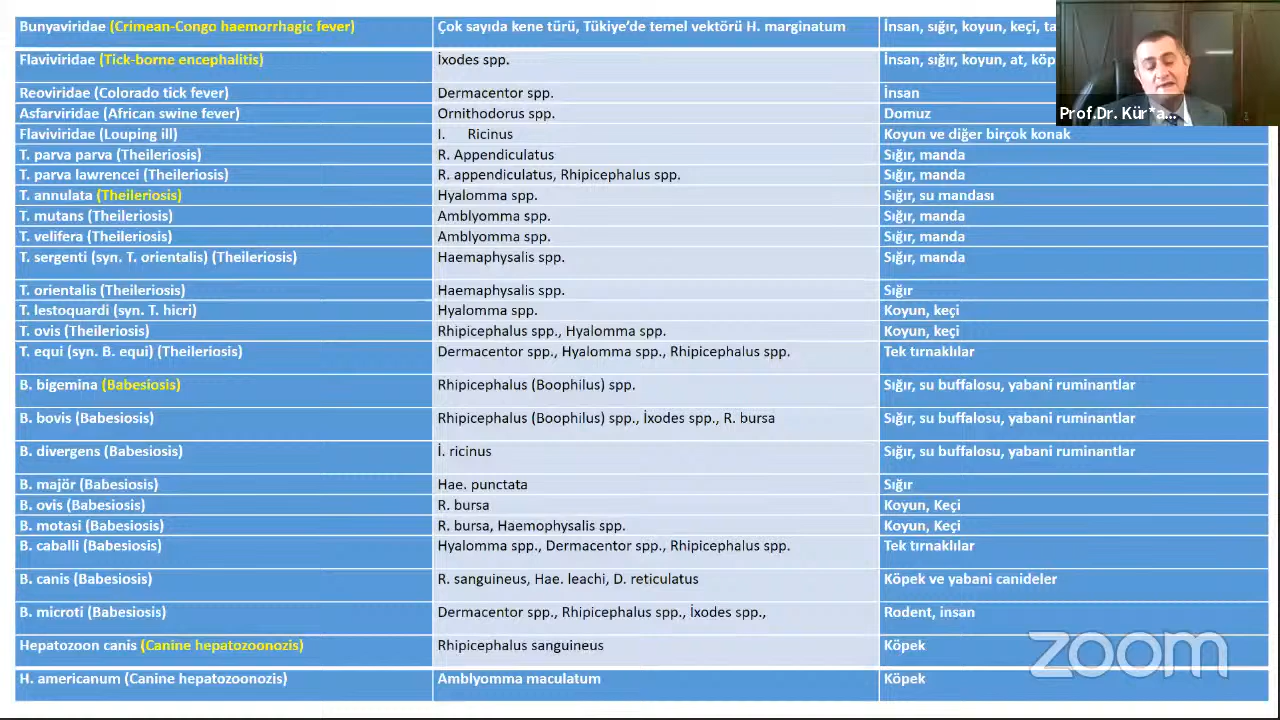 Bunyaviridae (Crimean-Congo haemorrhagic fever) Çok sayıda kene türü, Tükiye’de temel vektörü H. marginatum İnsan, sığır, koyun, keçi,
Flaviviridae (Tick-borne encephalitis) İxodes spp. İnsan, sığır, koyun, at,
Reoviridae (Colorado tick fever) Dermacentor spp. İnsan
Asfarviridae (African swine fever) Ornithodorus spp. Domuz
Prof.Dr. Kür*a...
Flaviviridae (Louping ill) I. Ricinus Koyun ve diğer birçok konak
T. parva parva (Theileriosis) R. Appendiculatus Sığır, manda
T. parva lawrencei (Theileriosis) R. appendiculatus, Rhipicephalus spp. Sığır, manda
T. annulata (Theileriosis) Hyalomma spp. Sığır, su mandası
T. mutans (Theileriosis) Amblyomma spp. Sığır, manda
T. velifera (Theileriosis) Amblyomma spp. Sığır, manda
T. sergenti (syn. T. orientalis) (Theileriosis) Haemaphysalis spp. Sığır, manda
T. orientalis (Theileriosis) Haemaphysalis spp. Sığır
T. lestoquardi (syn. T. hicri) Hyalomma spp. Koyun, keçi
T. ovis (Theileriosis) Rhipicephalus spp., Hyalomma spp. Koyun, keçi
T. equi (syn. B. equi) (Theileriosis) Dermacentor spp., Hyalomma spp., Rhipicephalus spp. Tek tırnaklılar
B. bigemina (Babesiosis) Rhipicephalus (Boophilus) spp. Sığır, su buffalosu, yabani ruminantlar
B. bovis (Babesiosis) Rhipicephalus (Boophilus) spp., İxodes spp., R. bursa Sığır, su buffalosu, yabani ruminantlar
B. divergens (Babesiosis) İ. ricinus Sığır, su buffalosu, yabani ruminantlar
B. majör (Babesiosis) Hae. punctata Sığır
B. ovis (Babesiosis) R. bursa Koyun, Keçi
B. motasi (Babesiosis) R. bursa, Haemophysalis spp. Koyun, Keçi
B. caballi (Babesiosis) Hyalomma spp., Dermacentor spp., Rhipicephalus spp. Tek tırnaklılar
B. canis (Babesiosis) R. sanguineus, Hae. leachi, D. reticulatus Köpek ve yabani canideler
B. microti (Babesiosis) Dermacentor spp., Rhipicephalus spp., İxodes spp., Rodent, insan
Hepatozoon canis (Canine hepatozoonozis) Rhipicephalus sanguineus Köpek
zoom
H. americanum (Canine hepatozoonozis) Amblyomma maculatum Köpek